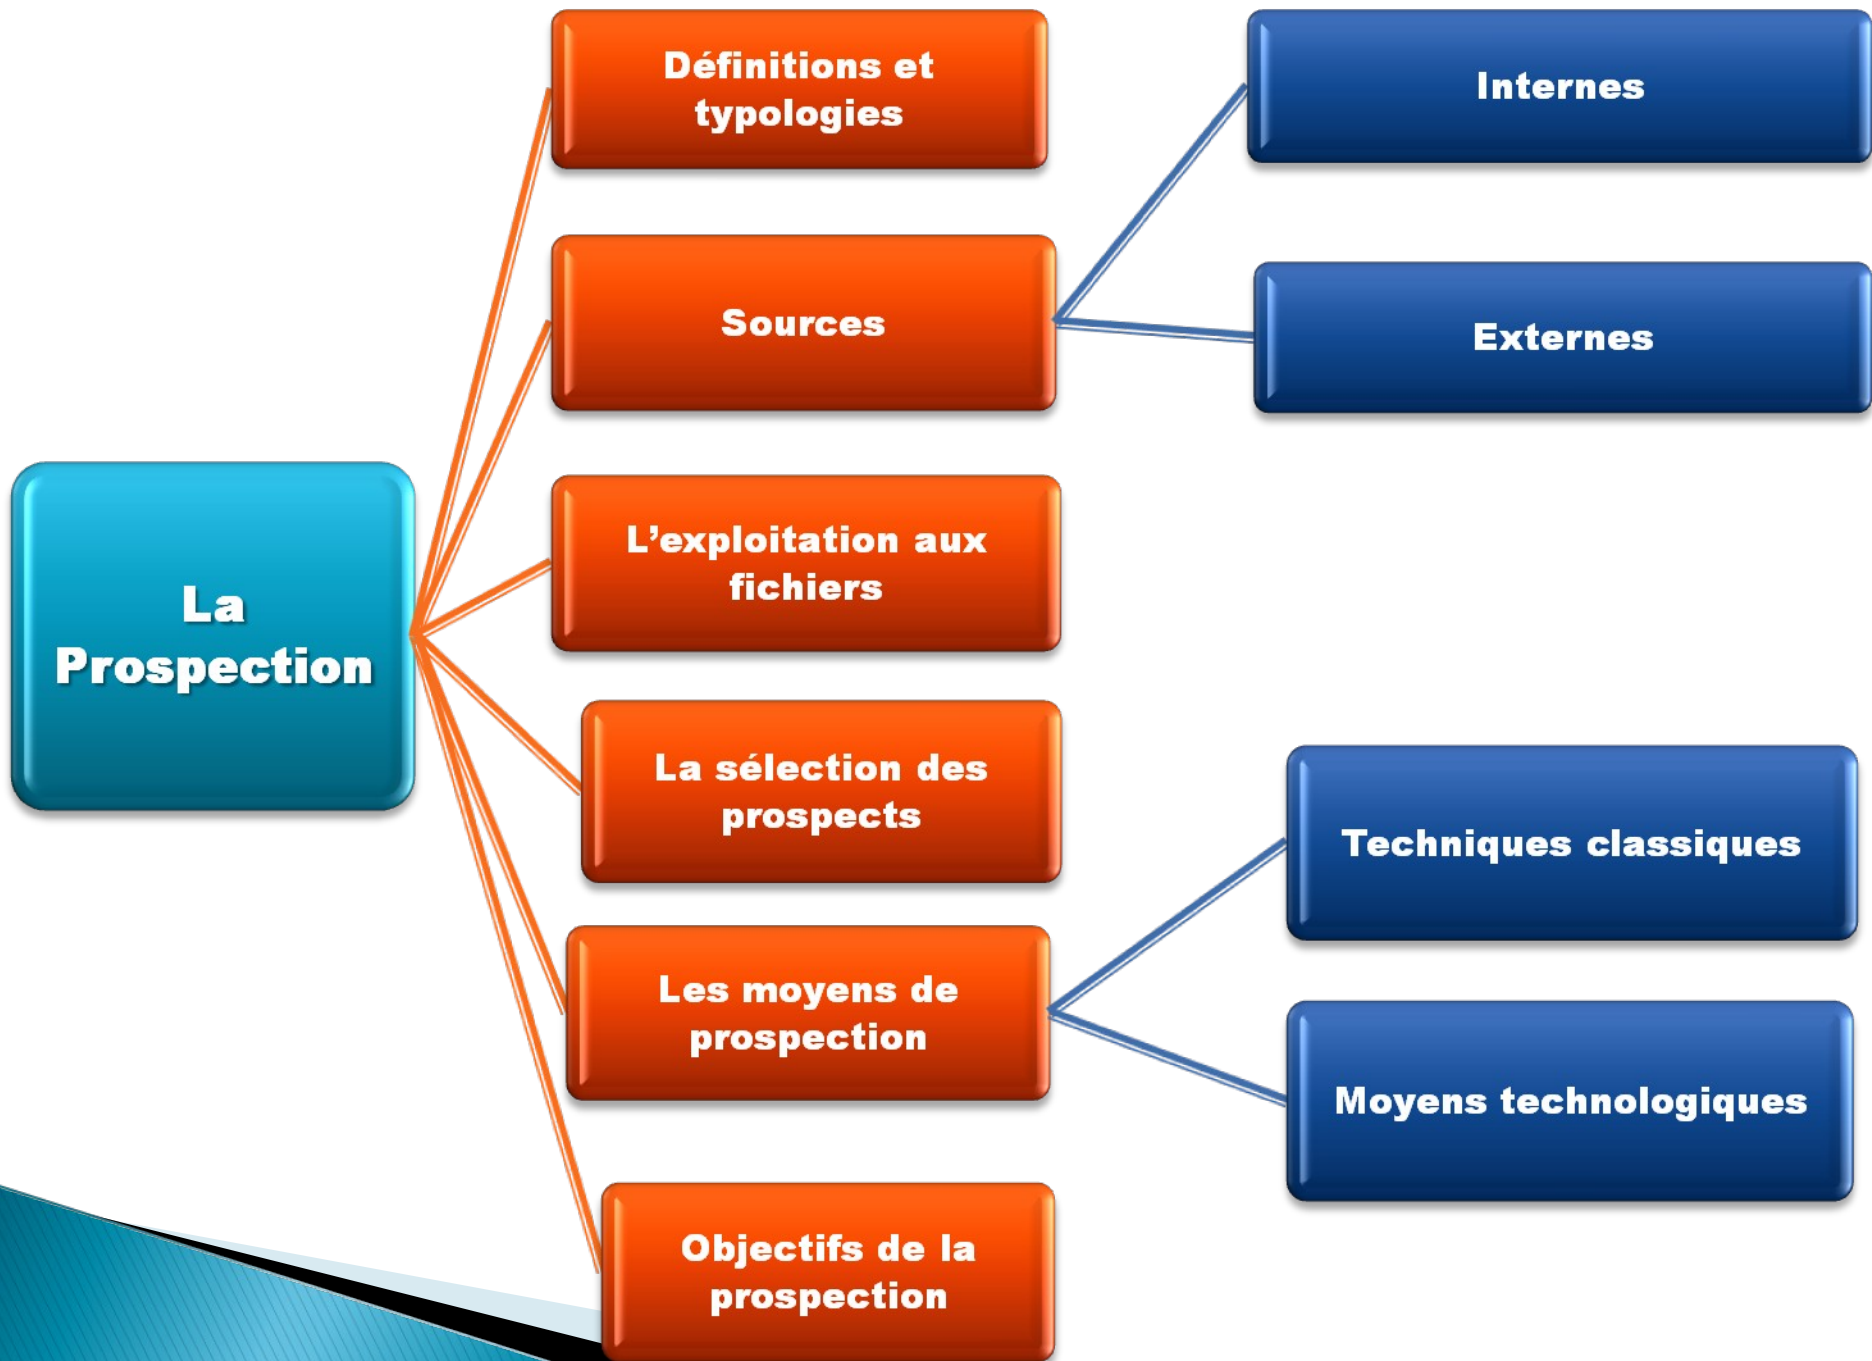 La
Prospection
Définitions et
typologies
Sources
L’exploitation aux
fichiers
La sélection des
prospects
Les moyens de
prospection
Objectifs de la
prospection
Internes
Externes
Techniques classiques
Moyens technologiques